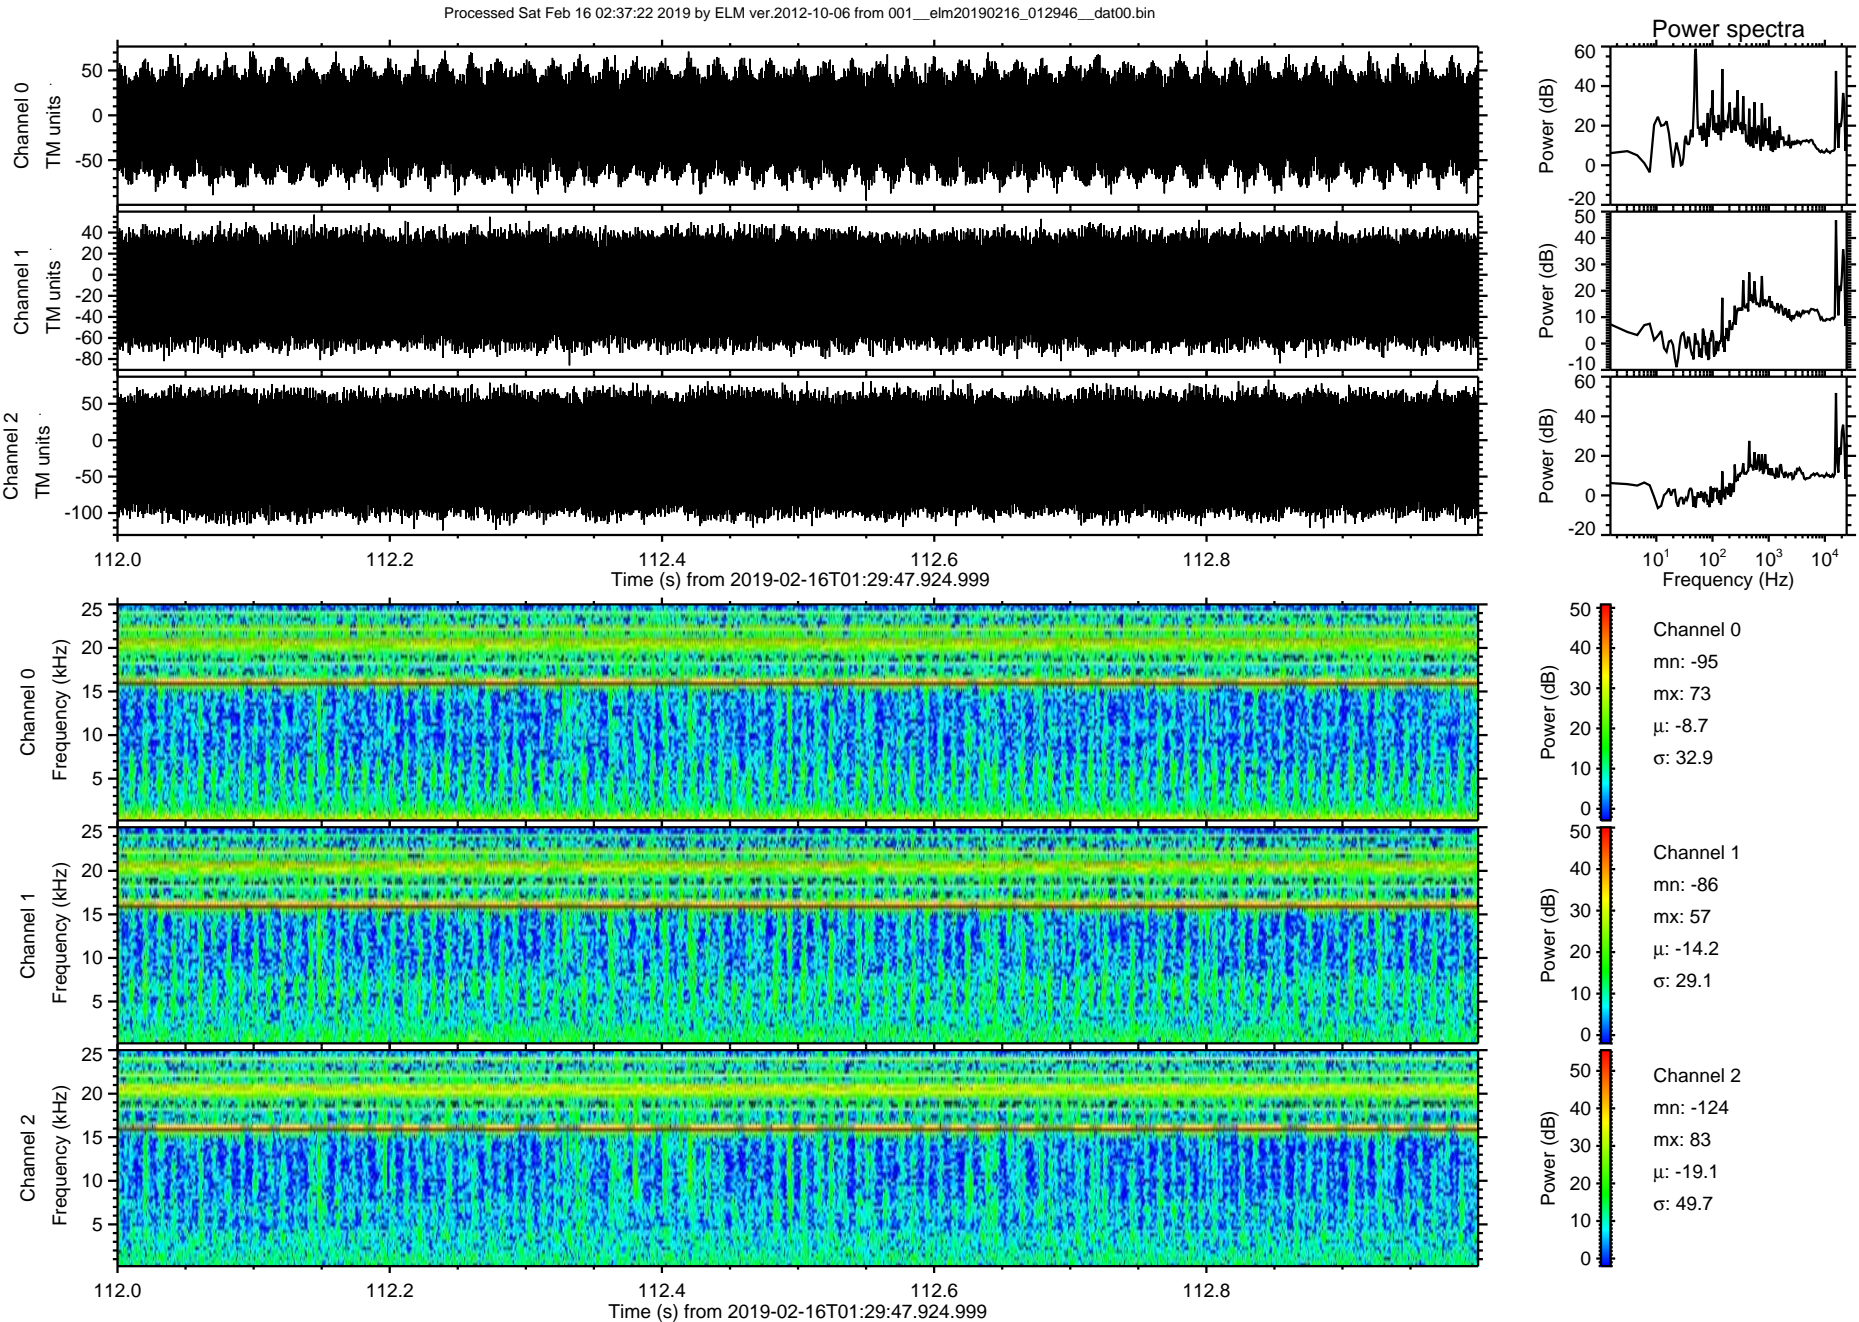 Processed Sat Feb 16 02:37:22 2019 by ELM ver.2012-10-06 from 001__elm20190216_012946__dat00.bin
Power spectra
Channel 0
TM units
50
0
-50
Power (dB)
60
40
20
0
-20
Channel 1
TM units
40
20
0
-20
-40
-60
-80
Power (dB)
50
40
30
20
10
0
-10
Channel 2
TM units
50
0
-50
-100
Power (dB)
60
40
20
0
-20
112.0 112.2 112.4 112.6 112.8
Time (s) from 2019-02-16T01:29:47.924.999
10¹ 10² 10³ 10⁴
Frequency (Hz)
Channel 0
Frequency (kHz)
25
20
15
10
5
Power (dB)
50
40
30
20
10
0
Channel 0
mn: -95
mx: 73
µ: -8.7
σ: 32.9
Channel 1
Frequency (kHz)
25
20
15
10
5
Power (dB)
50
40
30
20
10
0
Channel 1
mn: -86
mx: 57
µ: -14.2
σ: 29.1
Channel 2
Frequency (kHz)
25
20
15
10
5
Power (dB)
50
40
30
20
10
0
Channel 2
mn: -124
mx: 83
µ: -19.1
σ: 49.7
112.0 112.2 112.4 112.6 112.8
Time (s) from 2019-02-16T01:29:47.924.999